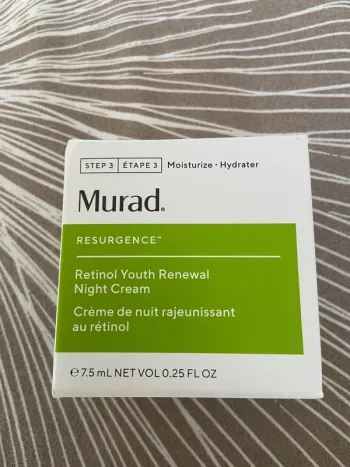 STEP 3 ÉTAPE 3 Moisturize · Hydrater
Murad.
RESURGENCE™
Retinol Youth Renewal
Night Cream
Crème de nuit rajeunissant
au rétinol
℮ 7.5 mL NET VOL 0.25 FL OZ